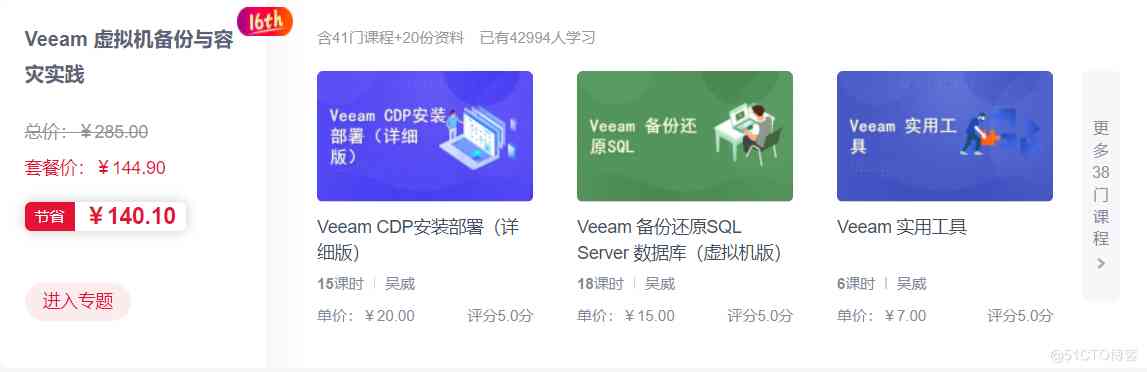 16th
Veeam 虚拟机备份与容
灾实践
总价：￥285.00
套餐价：￥144.90
节省 ￥140.10
进入专题
含41门课程+20份资料 已有42994人学习
Veeam CDP安装
部署（详细
版）
Veeam CDP安装部署（详
细版）
15课时 | 吴威
单价：￥20.00 评分5.0分
Veeam 备份还
原SQL
Veeam 备份还原SQL
Server 数据库（虚拟机版）
18课时 | 吴威
单价：￥15.00 评分5.0分
Veeam 实用工
具
Veeam 实用工具
6课时 | 吴威
单价：￥7.00 评分5.0分
更
多
38
门
课
程
@51CTO博客